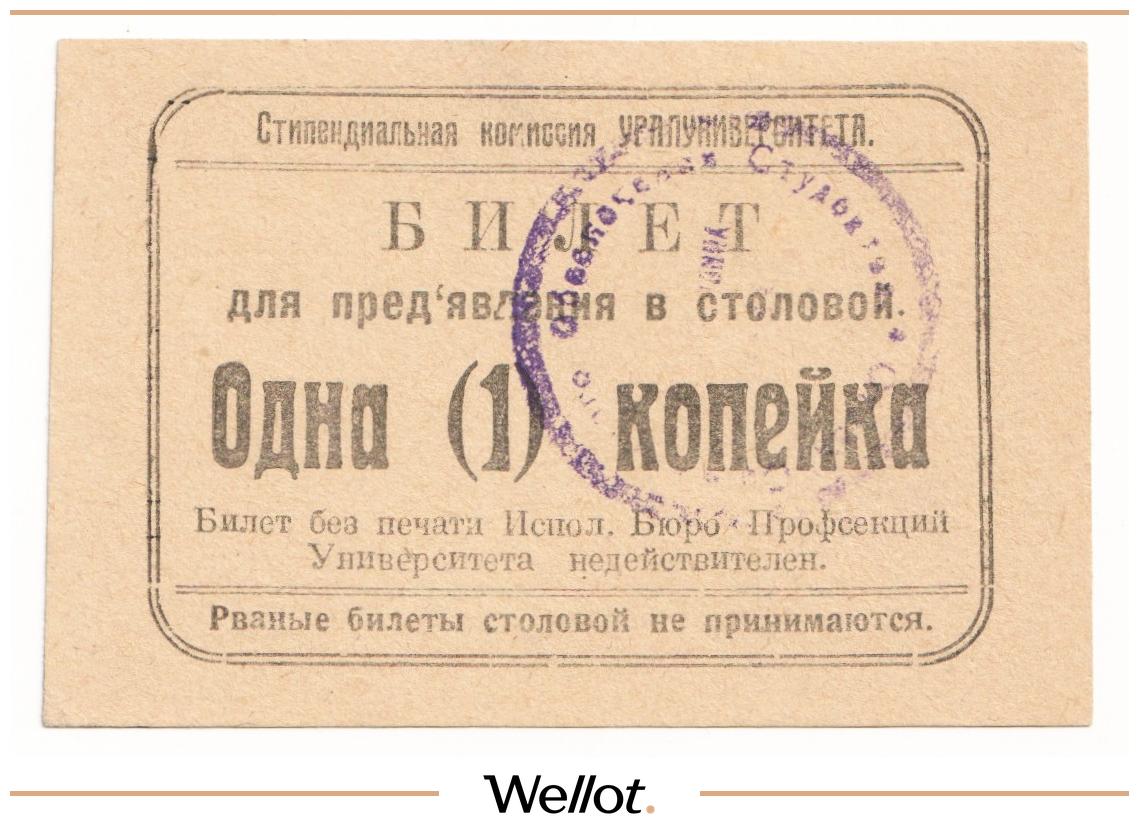 Стипендиальная комиссия УРАЛУНИВЕРСИТЕТА.
БИЛЕТ
для пред‘явления в столовой.
Одна (1) копейка
Билет без печати Испол. Бюро Профсекций
Университета недействителен.
Рваные билеты столовой не принимаются.
Wellot.